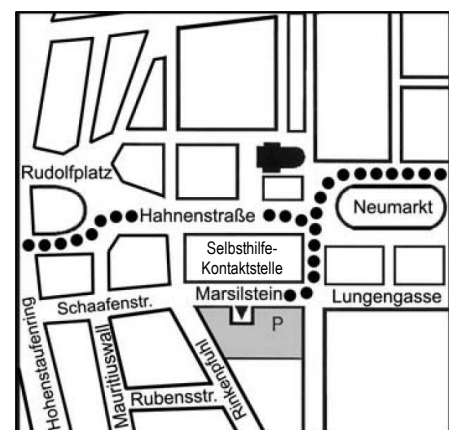 Rudolfplatz
Neumarkt
Hahnenstraße
Selbsthilfe-
Kontaktstelle
Marsilstein
Lungengasse
Schaafenstr.
P
Hohenstaufenring
Mauritiuswall
Rinkenpfuhl
Rubensstr.